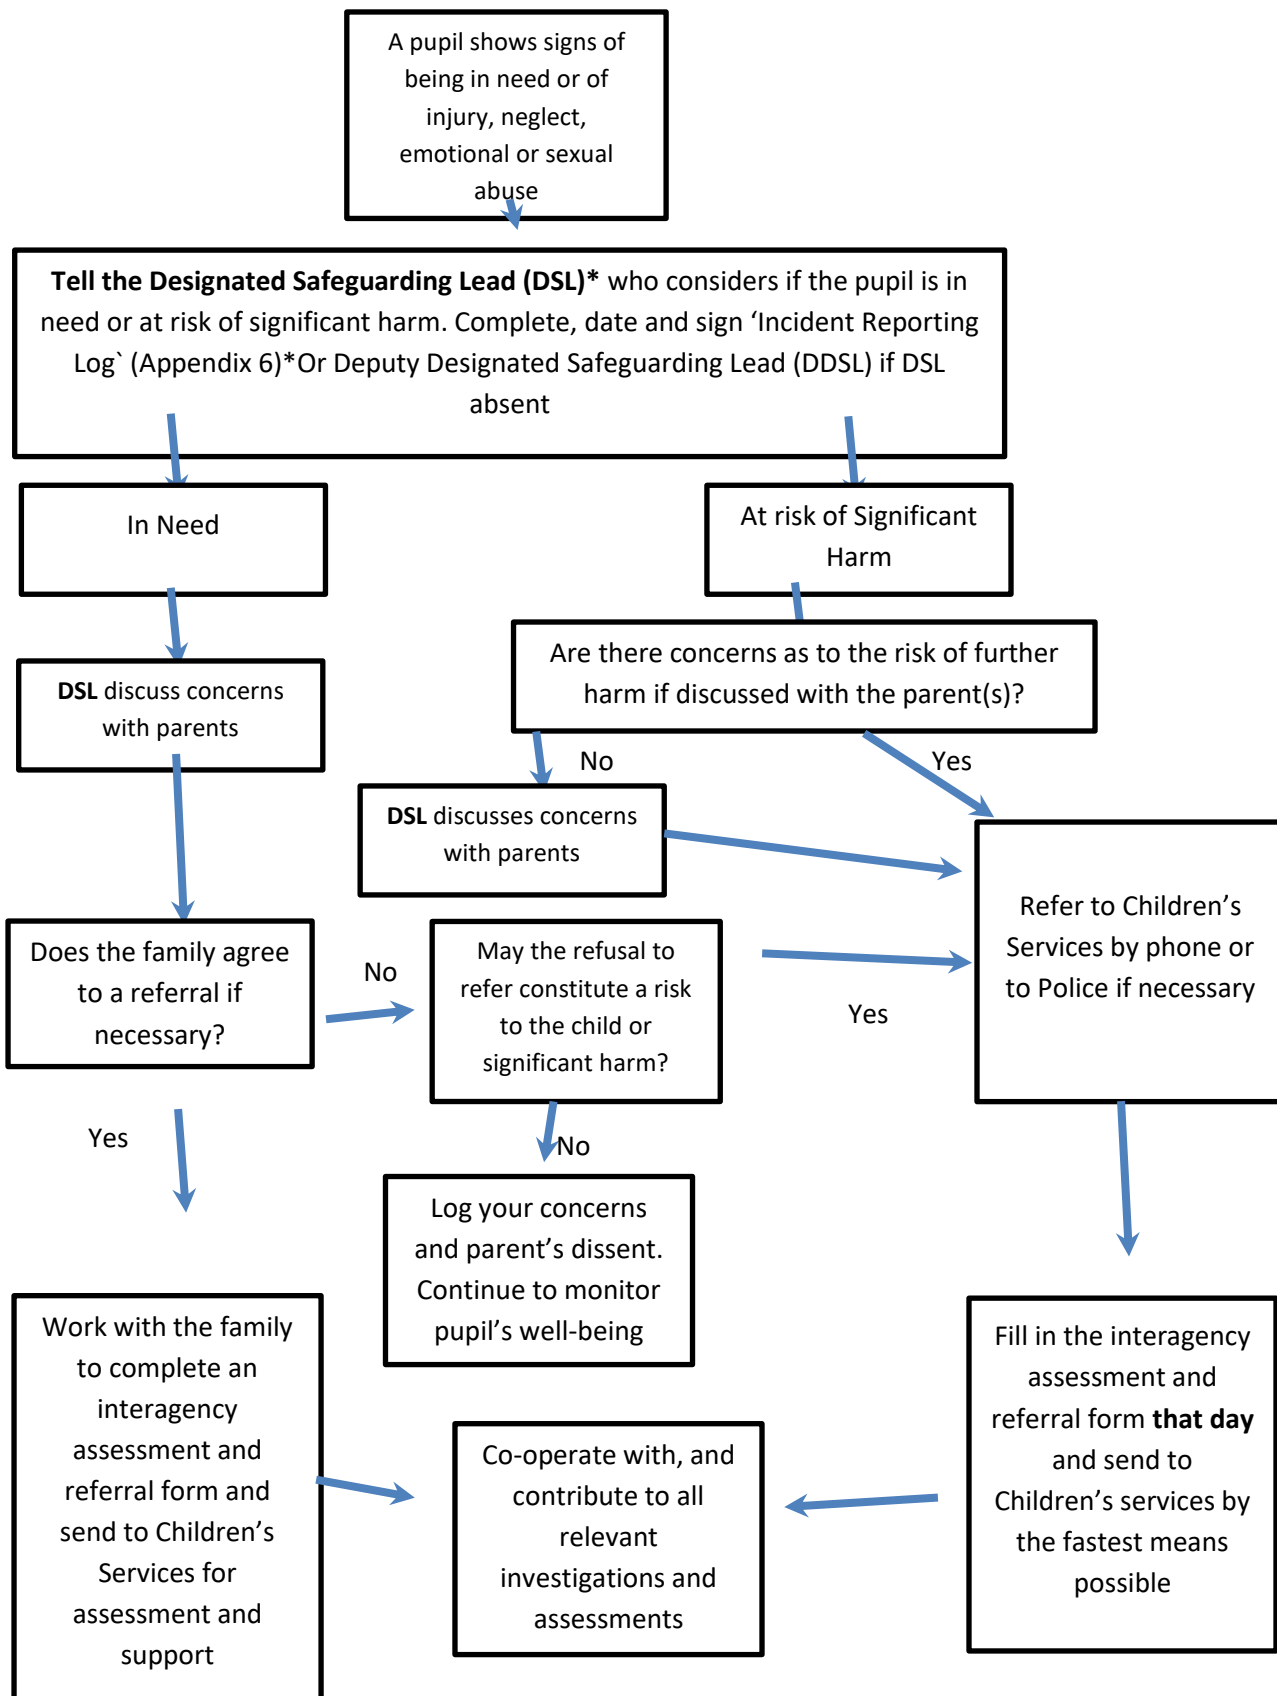 A pupil shows signs of
being in need or of
injury, neglect,
emotional or sexual
abuse
Tell the Designated Safeguarding Lead (DSL)* who considers if the pupil is in
need or at risk of significant harm. Complete, date and sign ‘Incident Reporting
Log` (Appendix 6)*Or Deputy Designated Safeguarding Lead (DDSL) if DSL
absent
In Need
At risk of Significant
Harm
Are there concerns as to the risk of further
harm if discussed with the parent(s)?
DSL discuss concerns
with parents
No
Yes
DSL discusses concerns
with parents
Refer to Children’s
Services by phone or
to Police if necessary
Does the family agree
to a referral if
necessary?
No
May the refusal to
refer constitute a risk
to the child or
significant harm?
Yes
Yes
No
Log your concerns
and parent’s dissent.
Continue to monitor
pupil’s well-being
Work with the family
to complete an
interagency
assessment and
referral form and
send to Children’s
Services for
assessment and
support
Co-operate with, and
contribute to all
relevant
investigations and
assessments
Fill in the interagency
assessment and
referral form that day
and send to
Children’s services by
the fastest means
possible